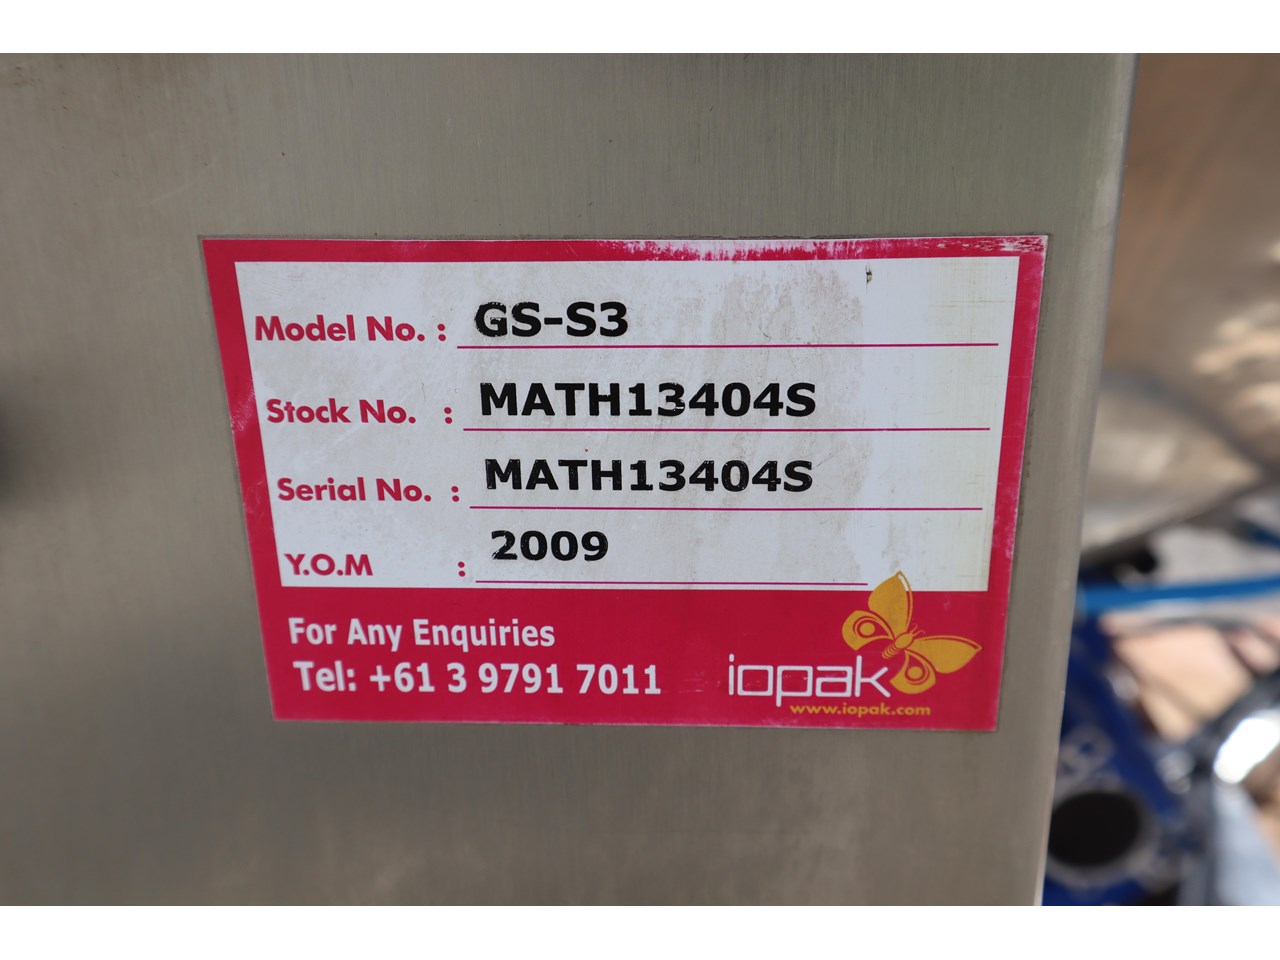 Model No. : GS-S3
Stock No. : MATH13404S
Serial No. : MATH13404S
Y.O.M : 2009
For Any Enquiries
Tel: +61 3 9791 7011
iopak
www.iopak.com